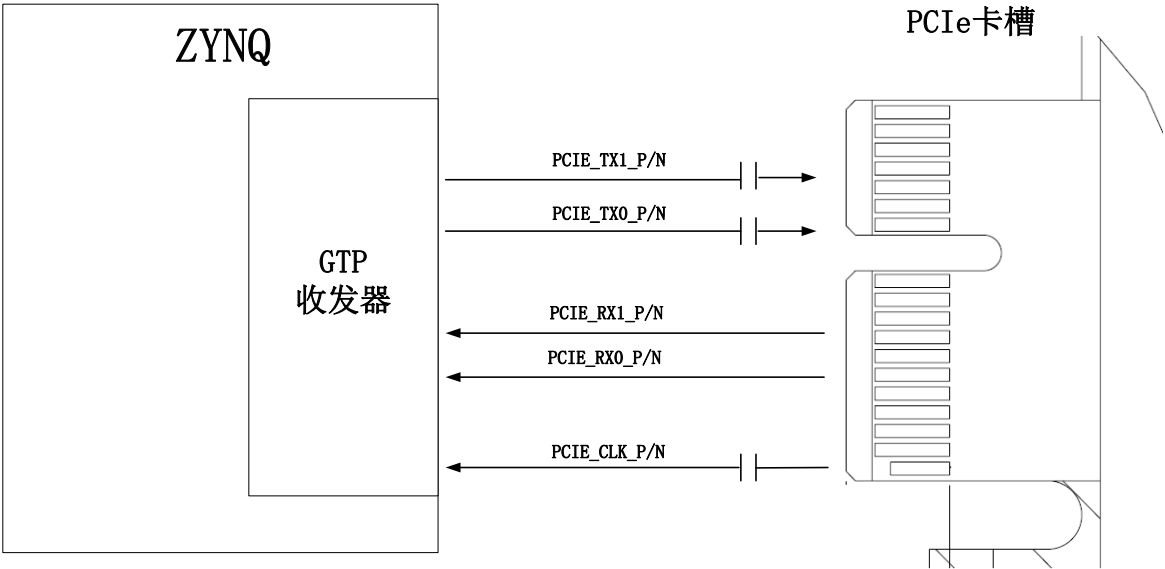 PCIe卡槽
ZYNQ
PCIE_TX1_P/N
PCIE_TX0_P/N
GTP
收发器
PCIE_RX1_P/N
PCIE_RX0_P/N
PCIE_CLK_P/N